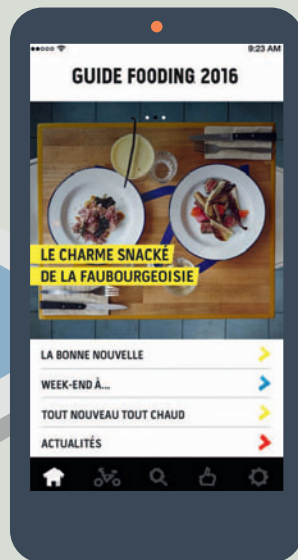 9:23 AM
GUIDE FOODING 2016
LE CHARME SNACKÉ
DE LA FAUBOURGEOISIE
LA BONNE NOUVELLE
WEEK-END À...
TOUT NOUVEAU TOUT CHAUD
ACTUALITÉS